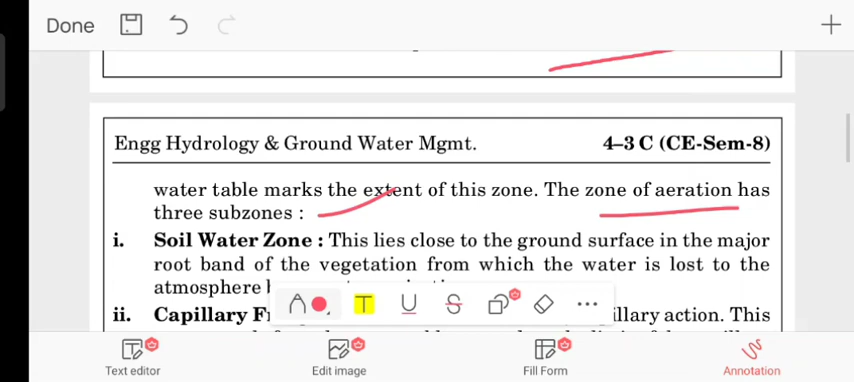 Done
Engg Hydrology & Ground Water Mgmt. 4–3 C (CE-Sem-8)
water table marks the extent of this zone. The zone of aeration has
three subzones :
i. Soil Water Zone : This lies close to the ground surface in the major
root band of the vegetation from which the water is lost to the
atmosphere
T U S
ii. Capillary illary action. This
Text editor Edit image Fill Form Annotation